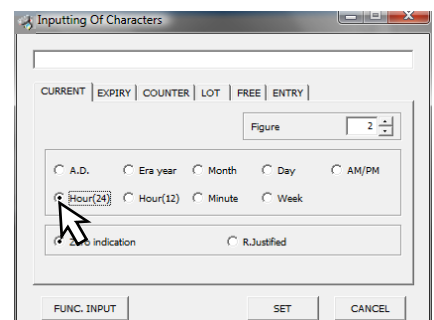 Inputting Of Characters
CURRENT EXPIRY COUNTER LOT FREE ENTRY
Figure 2
A.D. Era year Month Day AM/PM
Hour(24) Hour(12) Minute Week
Zero indication R.Justified
FUNC. INPUT SET CANCEL